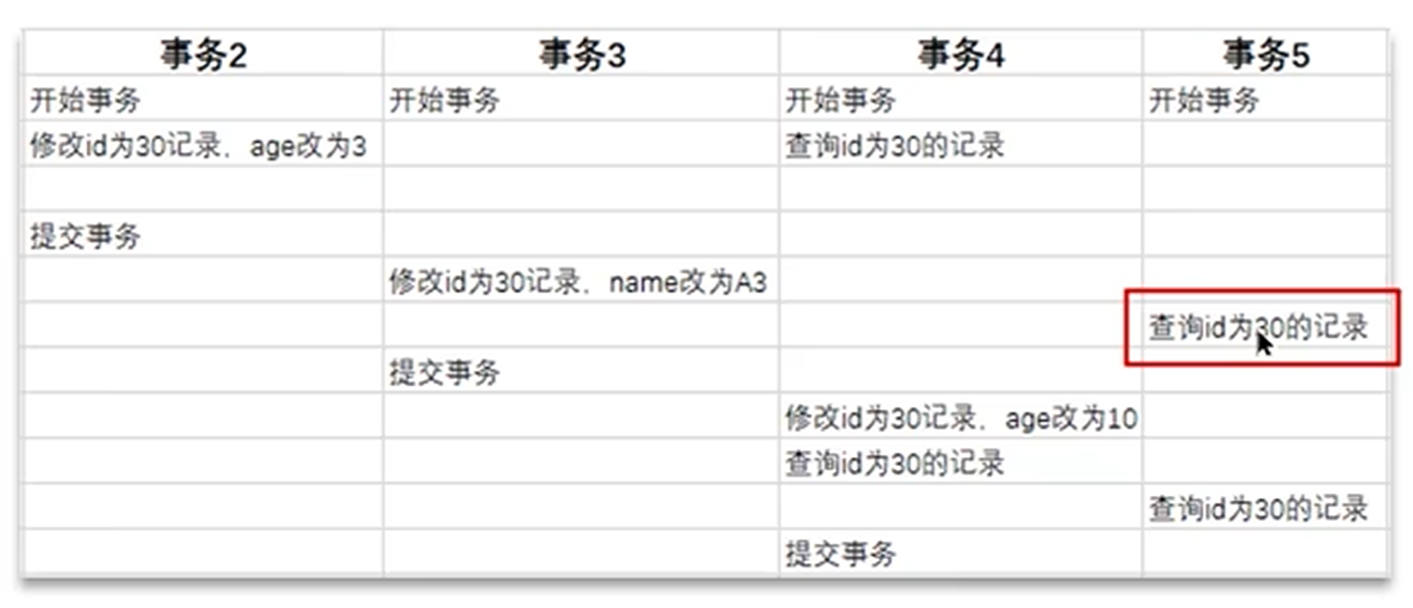 事务2 事务3 事务4 事务5
开始事务 开始事务 开始事务 开始事务
修改id为30记录，age改为3 查询id为30的记录
提交事务
修改id为30记录，name改为A3
查询id为30的记录
提交事务
修改id为30记录，age改为10
查询id为30的记录
查询id为30的记录
提交事务